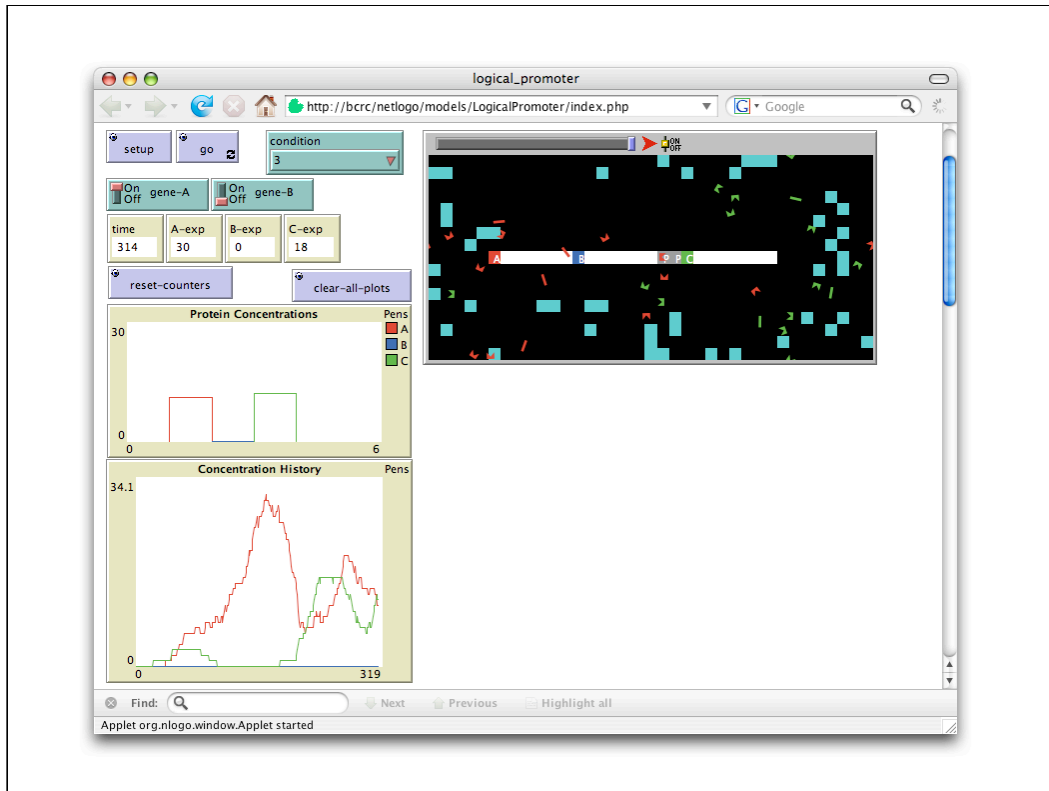 logical_promoter
http://bcrc/netlogo/models/LogicalPromoter/index.php
G Google
setup
go
condition
3
On
Off
gene-A
On
Off
gene-B
time
314
A-exp
30
B-exp
0
C-exp
18
reset-counters
clear-all-plots
ON
OFF
A
B
O P C
Protein Concentrations
Pens
30
A
B
C
0
0
6
Concentration History
Pens
34.1
0
0
319
Find:
Next
Previous
Highlight all
Applet org.nlogo.window.Applet started